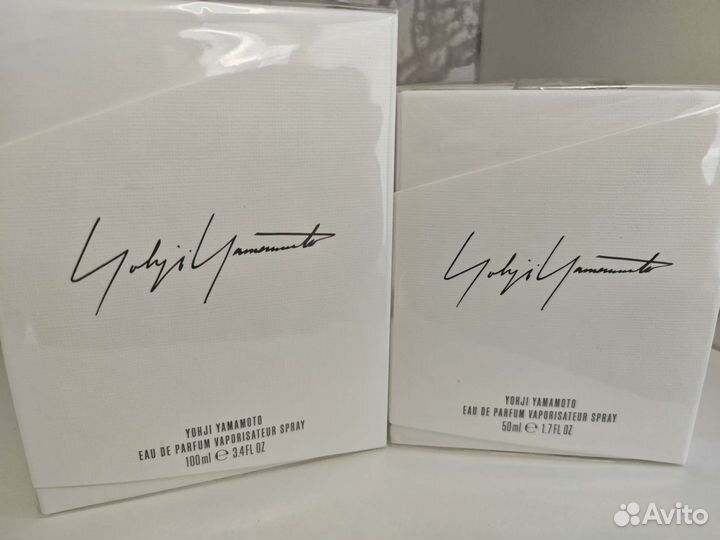 Yohji Yamamoto
YOHJI YAMAMOTO
EAU DE PARFUM VAPORISATEUR SPRAY
100ml ℮ 3.4FL OZ
Yohji Yamamoto
YOHJI YAMAMOTO
EAU DE PARFUM VAPORISATEUR SPRAY
50ml ℮ 1.7FL OZ
Avito